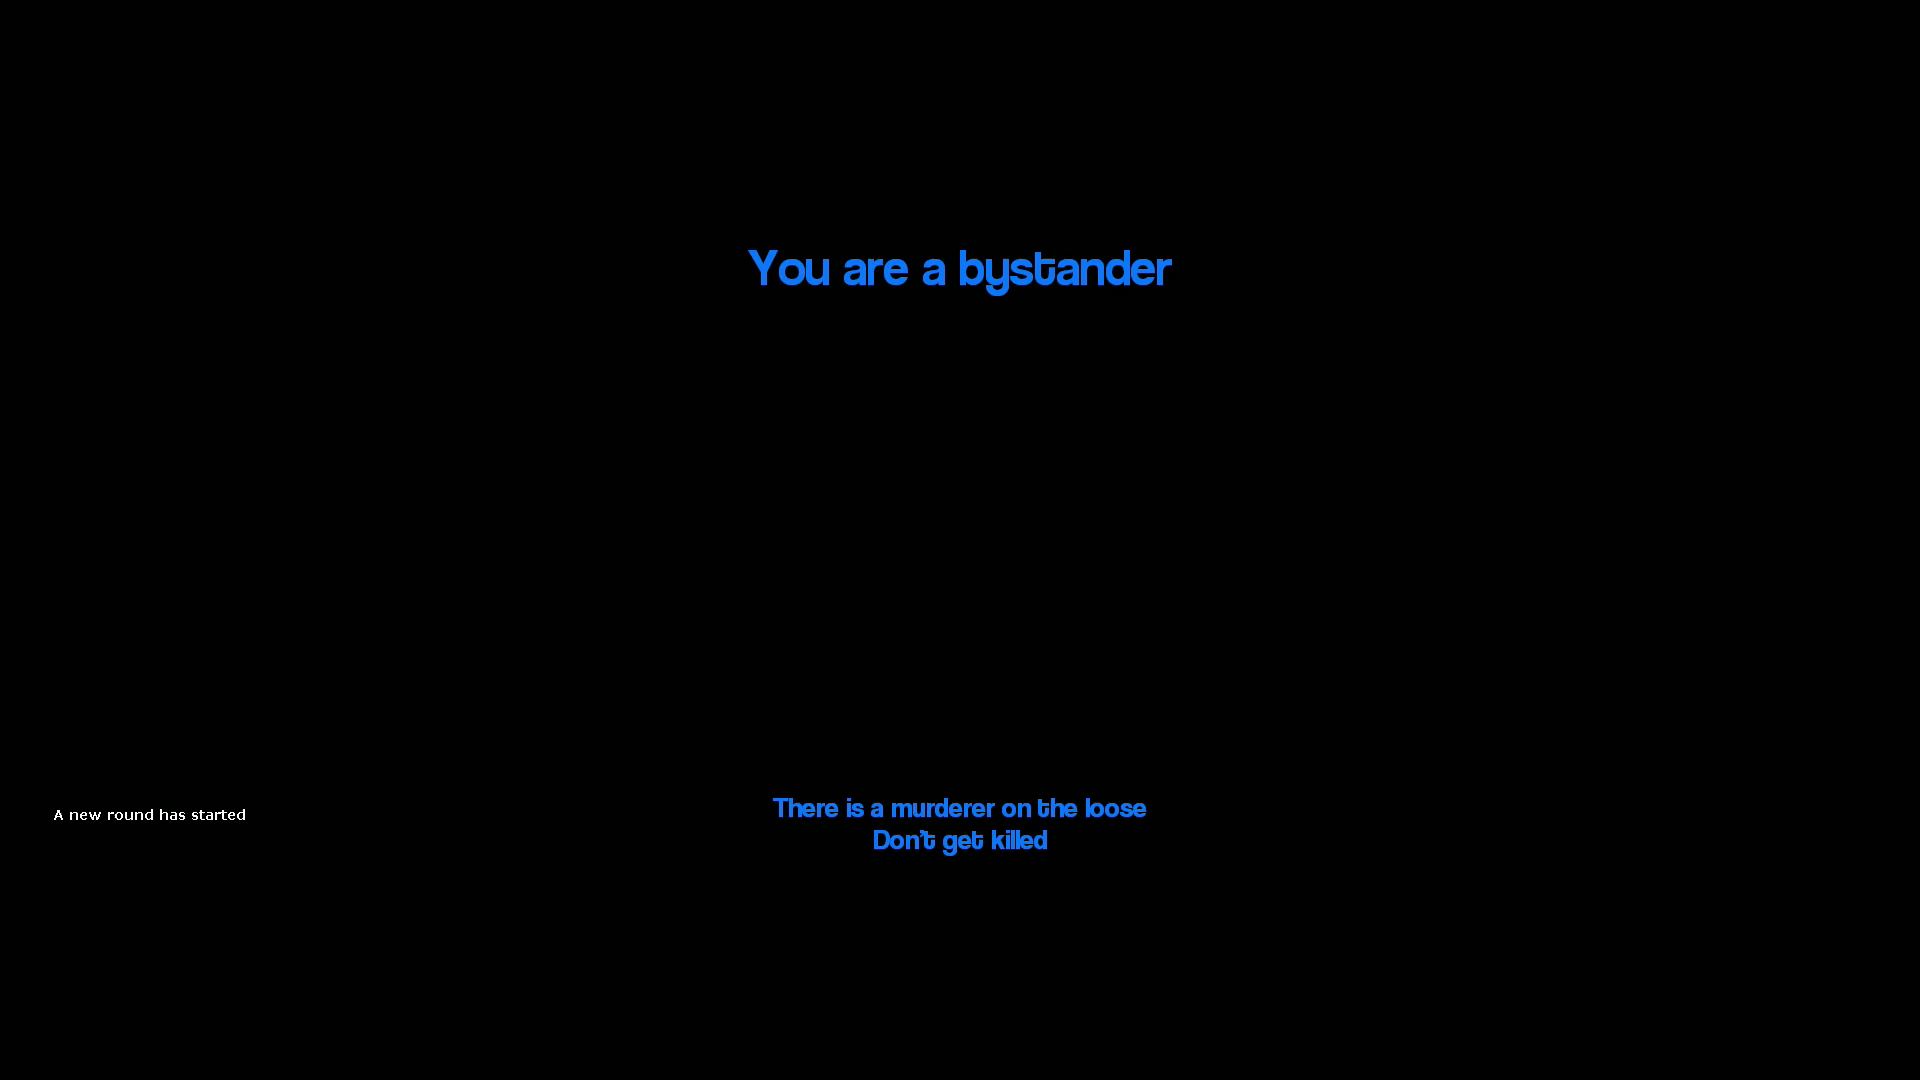 You are a bystander
A new round has started
There is a murderer on the loose
Don't get killed